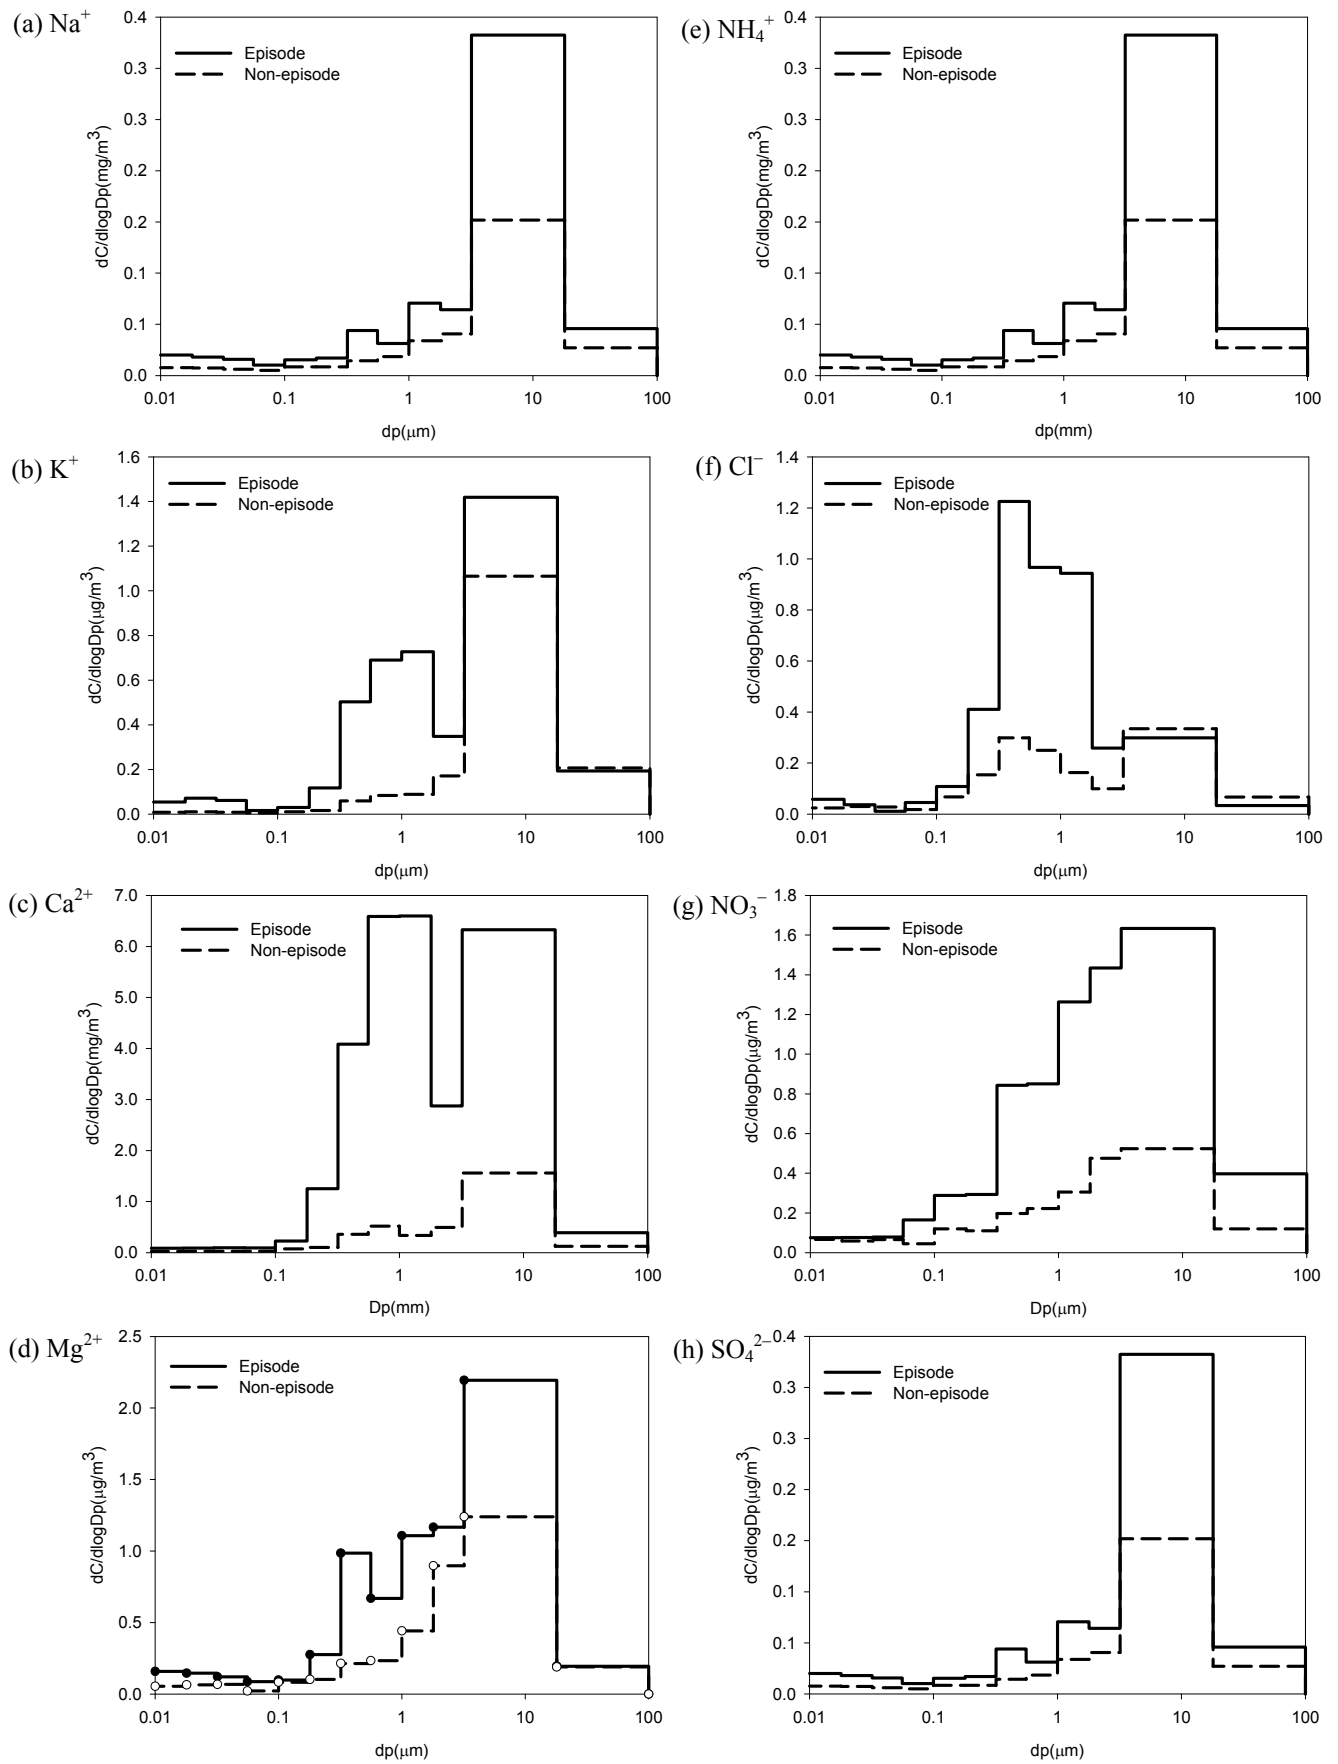 (a) Na⁺
0.4
0.3
0.3
0.2
0.2
0.1
0.1
0.0
Episode
Non-episode
dC/dlogDp(mg/m³)
0.01 0.1 1 10 100
dp(μm)
(e) NH₄⁺
0.4
0.3
0.3
0.2
0.2
0.1
0.1
0.0
Episode
Non-episode
dC/dlogDp(mg/m³)
0.01 0.1 1 10 100
dp(mm)
(b) K⁺
1.6
1.4
1.2
1.0
0.8
0.6
0.4
0.2
0.0
Episode
Non-episode
dC/dlogDp(μg/m³)
0.01 0.1 1 10 100
dp(μm)
(f) Cl⁻
1.4
1.2
1.0
0.8
0.6
0.4
0.2
0.0
Episode
Non-episode
dC/dlogDp(μg/m³)
0.01 0.1 1 10 100
dp(μm)
(c) Ca²⁺
7.0
6.0
5.0
4.0
3.0
2.0
1.0
0.0
Episode
Non-episode
dC/dlogDp(mg/m³)
0.01 0.1 1 10 100
Dp(mm)
(g) NO₃⁻
1.8
1.6
1.4
1.2
1.0
0.8
0.6
0.4
0.2
0.0
Episode
Non-episode
dC/dlogDp(μg/m³)
0.01 0.1 1 10 100
Dp(μm)
(d) Mg²⁺
2.5
2.0
1.5
1.0
0.5
0.0
Episode
Non-episode
dC/dlogDp(μg/m³)
0.01 0.1 1 10 100
dp(μm)
(h) SO₄²⁻
0.4
0.3
0.3
0.2
0.2
0.1
0.1
0.0
Episode
Non-episode
dC/dlogDp(μg/m³)
0.01 0.1 1 10 100
dp(μm)